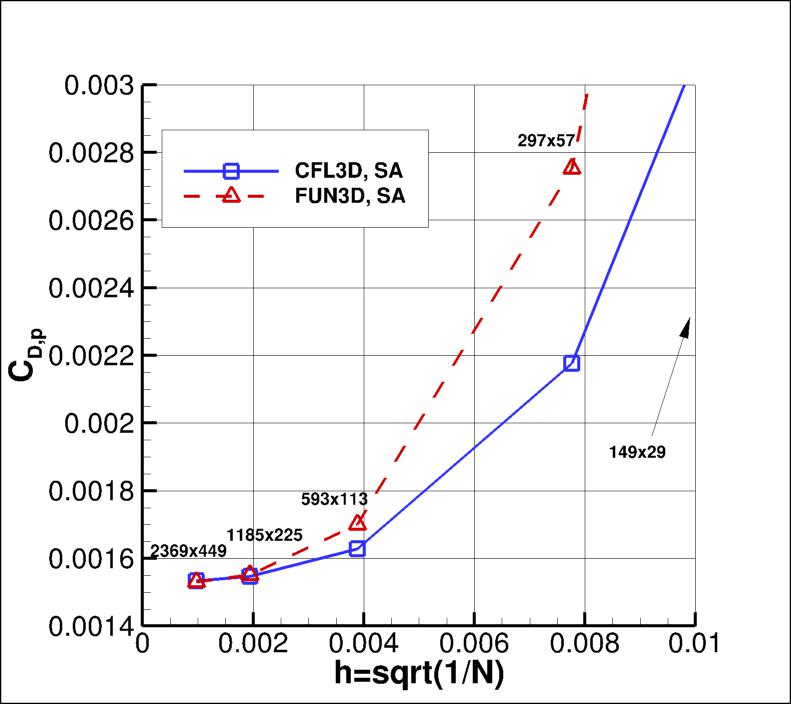 0.003
0.0028
0.0026
0.0024
0.0022
0.002
0.0018
0.0016
0.0014
C_D,p
CFL3D, SA
FUN3D, SA
297x57
149x29
593x113
1185x225
2369x449
0
0.002
0.004
0.006
0.008
0.01
h=sqrt(1/N)